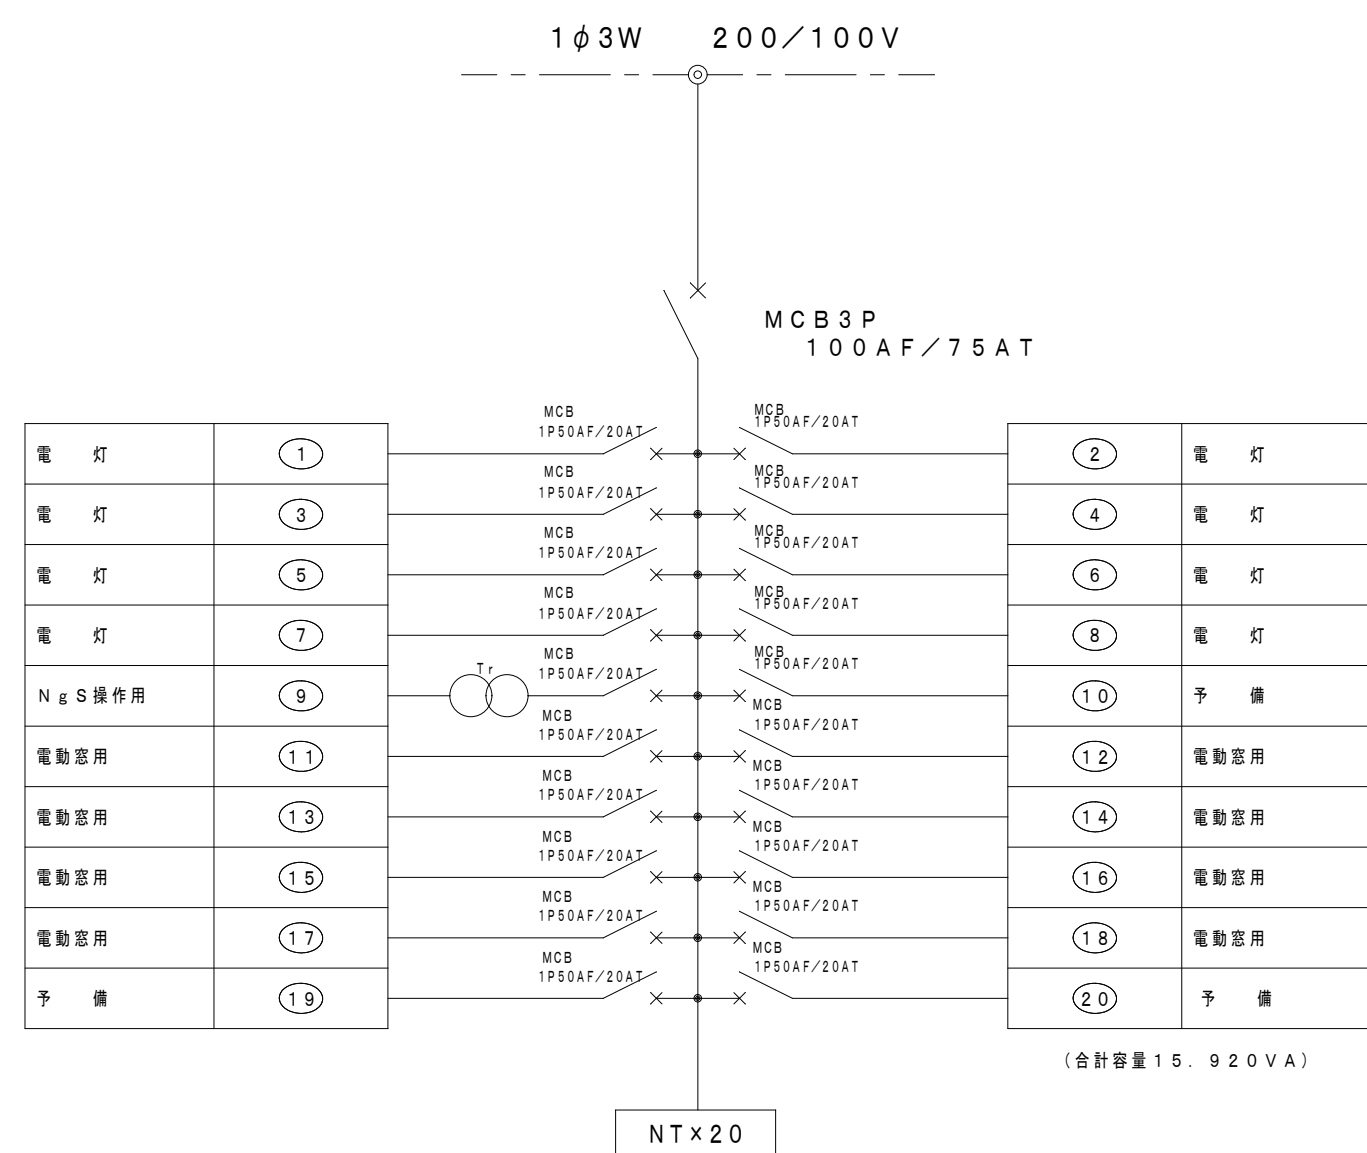 1φ3W　200／100V
MCB3P
100AF／75AT
電　灯　1　MCB　MCB　2　電　灯
1P50AF/20AT　1P50AF/20AT
電　灯　3　MCB　MCB　4　電　灯
1P50AF/20AT　1P50AF/20AT
電　灯　5　MCB　MCB　6　電　灯
1P50AF/20AT　1P50AF/20AT
電　灯　7　MCB　MCB　8　電　灯
1P50AF/20AT　1P50AF/20AT
NgS操作用　9　Tr　MCB　MCB　10　予　備
1P50AF/20AT　1P50AF/20AT
電動窓用　11　MCB　MCB　12　電動窓用
1P50AF/20AT　1P50AF/20AT
電動窓用　13　MCB　MCB　14　電動窓用
1P50AF/20AT　1P50AF/20AT
電動窓用　15　MCB　MCB　16　電動窓用
1P50AF/20AT　1P50AF/20AT
電動窓用　17　MCB　MCB　18　電動窓用
1P50AF/20AT　1P50AF/20AT
予　備　19　MCB　MCB　20　予　備
1P50AF/20AT　1P50AF/20AT
（合計容量15．920VA）
NT×20